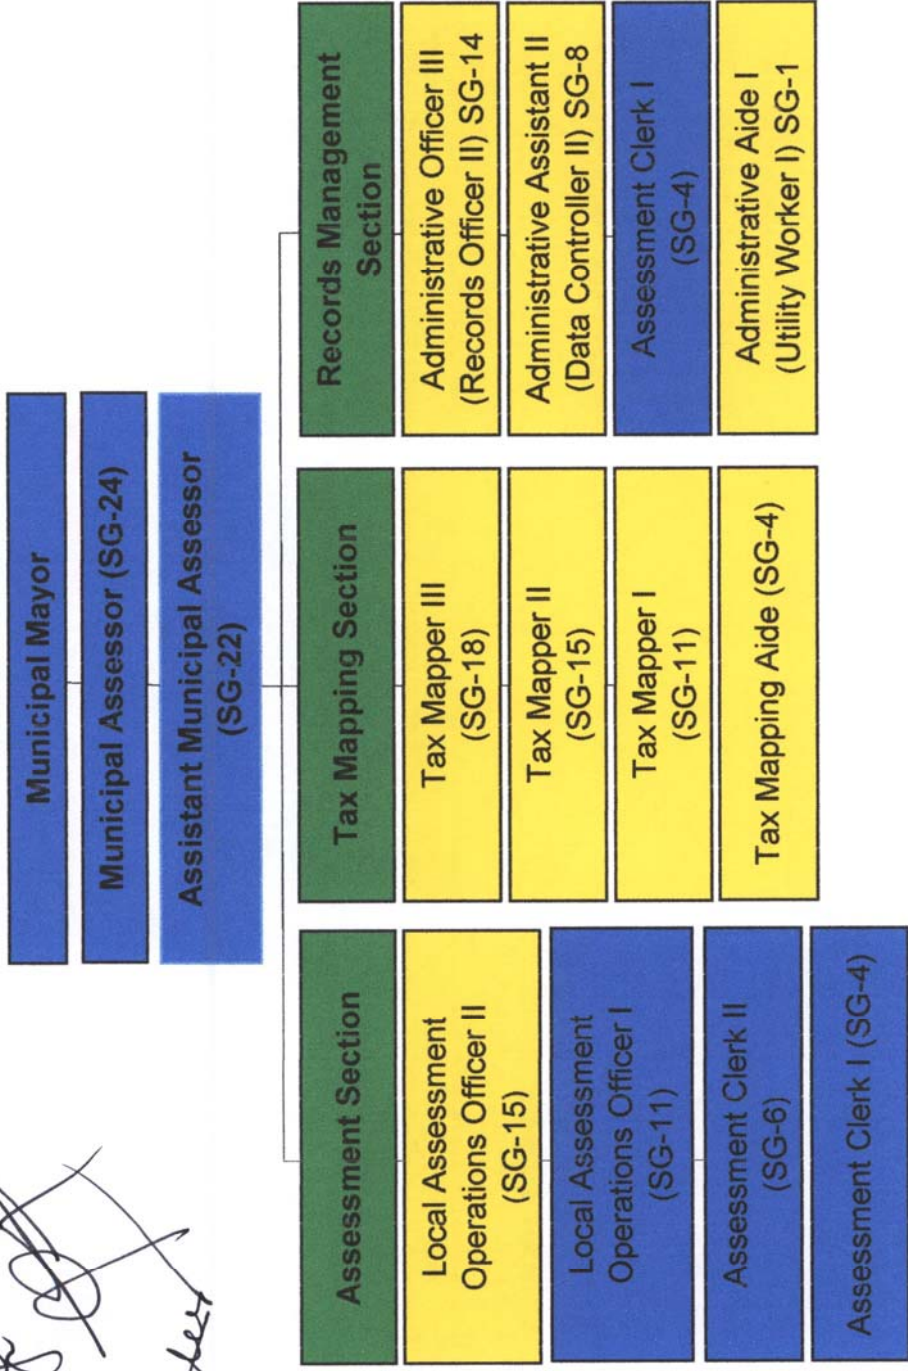 Municipal Mayor
Municipal Assessor (SG-24)
Assistant Municipal Assessor
(SG-22)
Assessment Section
Local Assessment
Operations Officer II
(SG-15)
Local Assessment
Operations Officer I
(SG-11)
Assessment Clerk II
(SG-6)
Assessment Clerk I (SG-4)
Tax Mapping Section
Tax Mapper III
(SG-18)
Tax Mapper II
(SG-15)
Tax Mapper I
(SG-11)
Tax Mapping Aide (SG-4)
Records Management
Section
Administrative Officer III
(Records Officer II) SG-14
Administrative Assistant II
(Data Controller II) SG-8
Assessment Clerk I
(SG-4)
Administrative Aide I
(Utility Worker I) SG-1